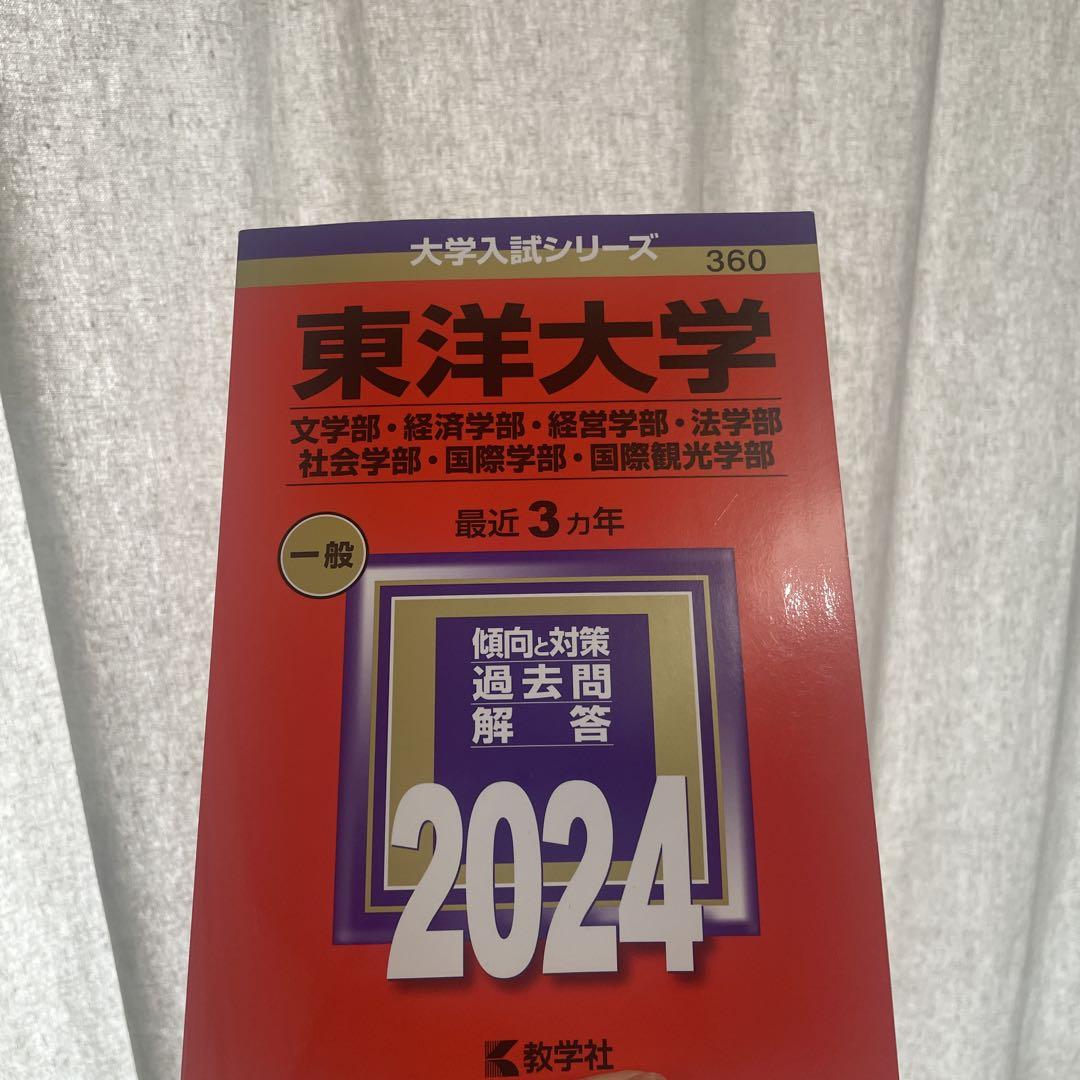 大学入試シリーズ
360
東洋大学
文学部・経済学部・経営学部・法学部
社会学部・国際学部・国際観光学部
最近3ヵ年
一般
傾向と対策
過去問
解答
2024
教学社